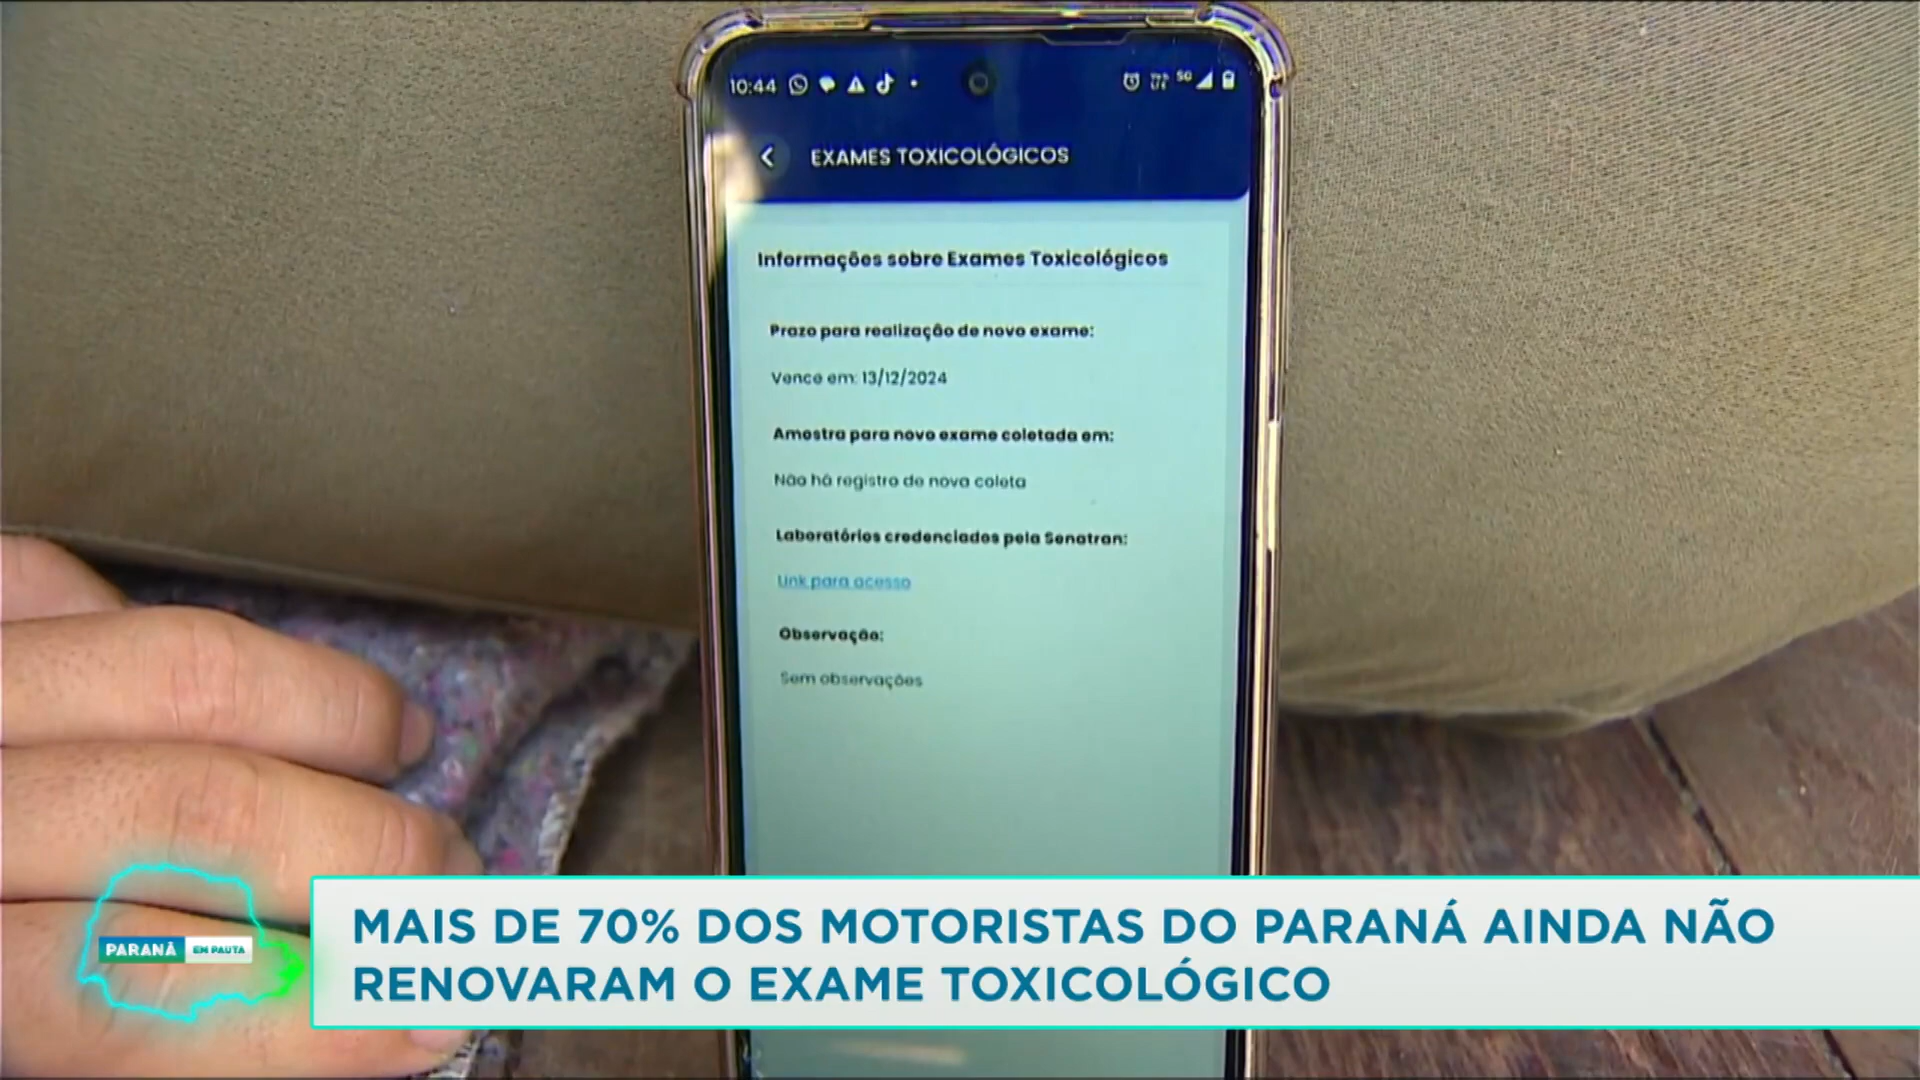 10:44
5G
EXAMES TOXICOLÓGICOS
Informações sobre Exames Toxicológicos
Prazo para realização de novo exame:
Vence em: 13/12/2024
Amostra para novo exame coletada em:
Não há registro de nova coleta
Laboratórios credenciados pela Senatran:
Link para acesso
Observação:
Sem observações
PARANÁ EM PAUTA
MAIS DE 70% DOS MOTORISTAS DO PARANÁ AINDA NÃO
RENOVARAM O EXAME TOXICOLÓGICO